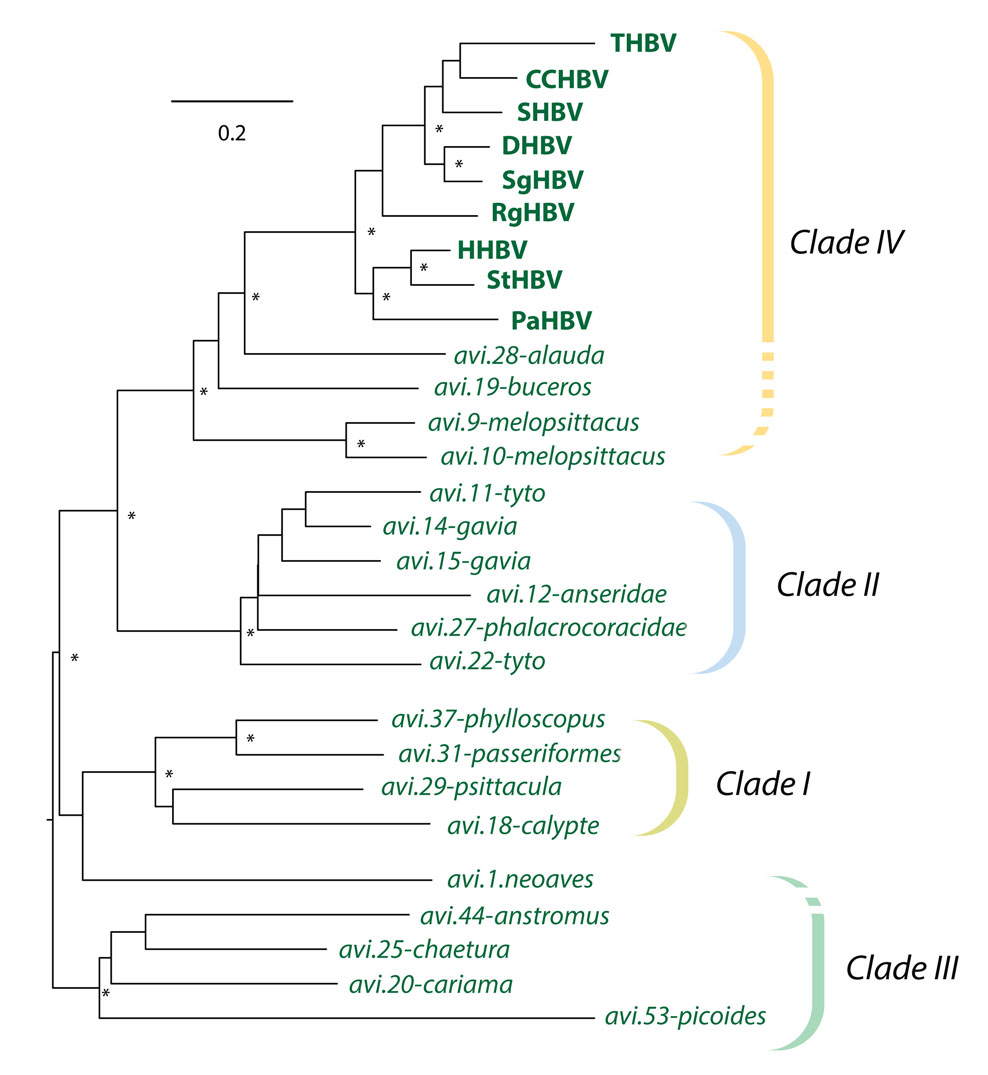 THBV
CCHBV
0.2
SHBV
*
DHBV
*
SgHBV
RgHBV
*
Clade IV
HHBV
*
StHBV
*
*
PaHBV
avi.28-alauda
*
avi.19-buceros
avi.9-melopsittacus
*
avi.10-melopsittacus
avi.11-tyto
*
avi.14-gavia
avi.15-gavia
Clade II
avi.12-anseridae
avi.27-phalacrocoracidae
*
avi.22-tyto
*
avi.37-phylloscopus
*
avi.31-passeriformes
*
avi.29-psittacula
Clade I
avi.18-calypte
avi.1.neoaves
avi.44-anstromus
avi.25-chaetura
Clade III
avi.20-cariama
*
avi.53-picoides